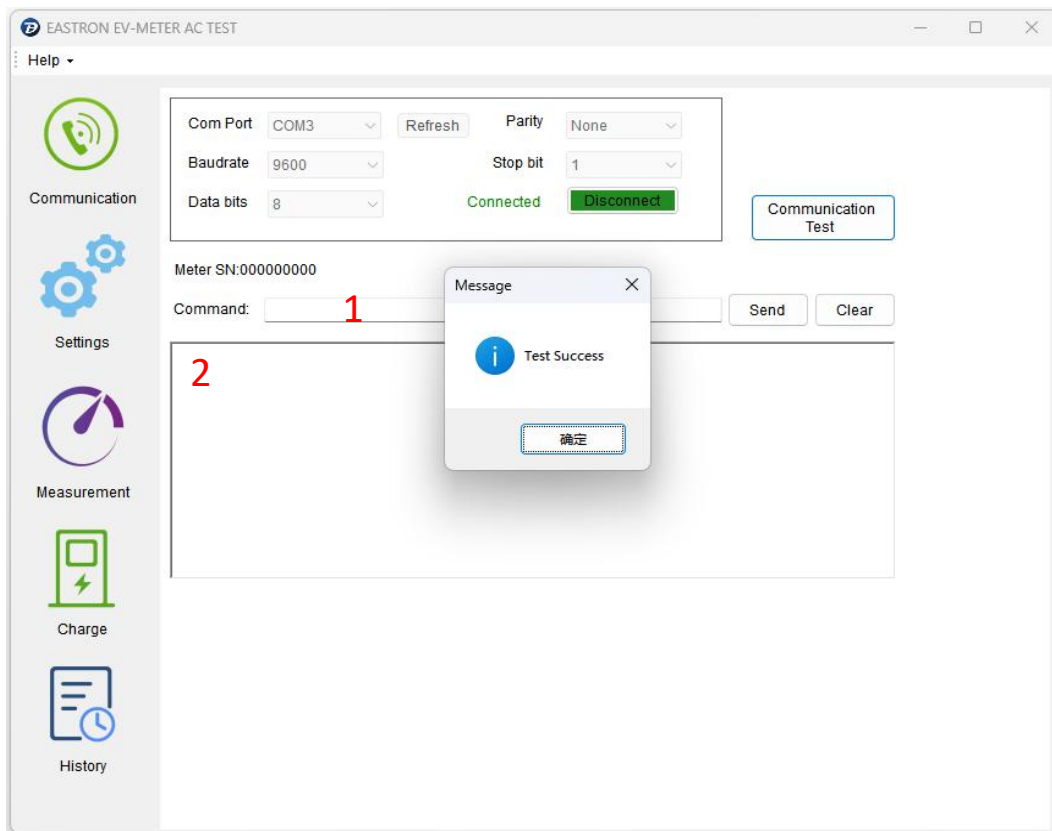 EASTRON EV-METER AC TEST
Help
Communication
Settings
Measurement
Charge
History
Com Port COM3 Refresh Parity None
Baudrate 9600 Stop bit 1
Data bits 8 Connected Disconnect
Communication
Test
Meter SN:000000000
Command: 1 Send Clear
2
Message
i Test Success
确定